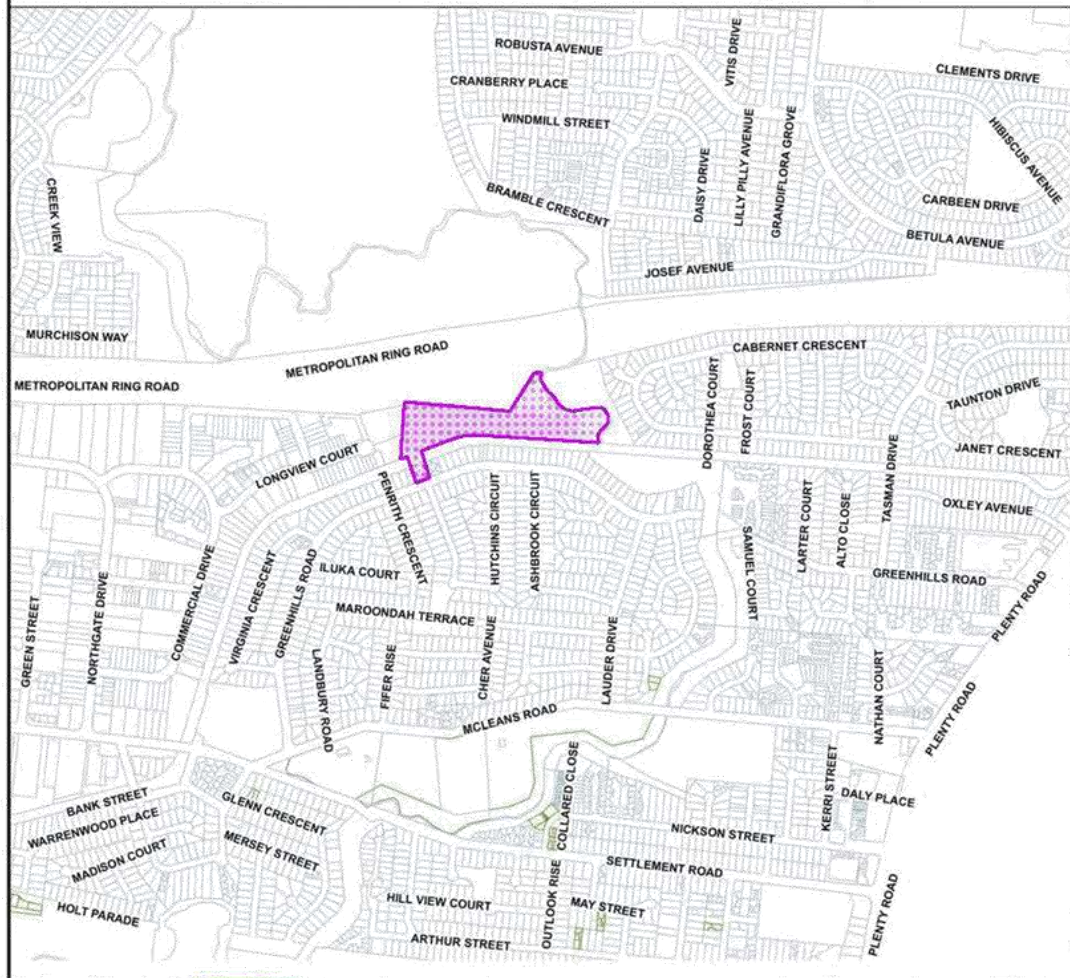 ROBUSTA AVENUE
VITIS DRIVE
CLEMENTS DRIVE
CRANBERRY PLACE
WINDMILL STREET
HIBISCUS AVENUE
CREEK VIEW
DAISY DRIVE
LILLY PILLY AVENUE
GRANDIFLORA GROVE
BRAMBLE CRESCENT
CARBEEN DRIVE
BETULA AVENUE
JOSEF AVENUE
MURCHISON WAY
METROPOLITAN RING ROAD
METROPOLITAN RING ROAD
CABERNET CRESCENT
DOROTHEA COURT
FROST COURT
TAUNTON DRIVE
LONGVIEW COURT
JANET CRESCENT
TASMAN DRIVE
PENRITH CRESCENT
HUTCHINS CIRCUIT
ASHBROOK CIRCUIT
LARTER COURT
ALTO CLOSE
OXLEY AVENUE
SAMUEL COURT
ILUKA COURT
GREENHILLS ROAD
PLENTY ROAD
GREEN STREET
NORTHGATE DRIVE
COMMERCIAL DRIVE
VIRGINIA CRESCENT
GREENHILLS ROAD
MAROONDAH TERRACE
LANDBURY ROAD
FIFER RISE
CHER AVENUE
LAUDER DRIVE
MCLEANS ROAD
NATHAN COURT
PLENTY ROAD
BANK STREET
WARRENWOOD PLACE
GLENN CRESCENT
COLLARED CLOSE
KERRI STREET
DALY PLACE
NICKSON STREET
MADISON COURT
MERSEY STREET
SETTLEMENT ROAD
HOLT PARADE
HILL VIEW COURT
OUTLOOK RISE
MAY STREET
PLENTY ROAD
ARTHUR STREET